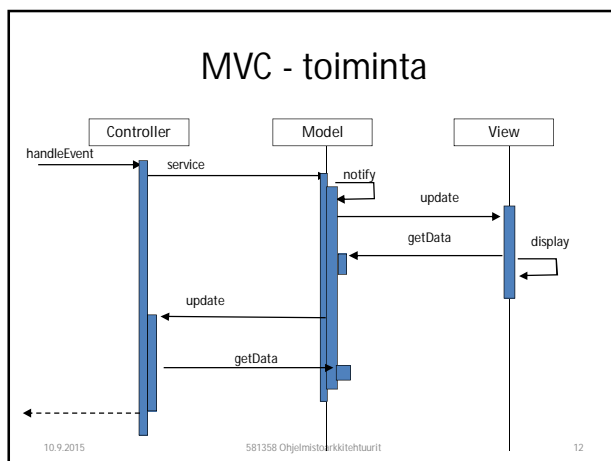 MVC - toiminta
Controller
Model
View
handleEvent
service
notify
update
getData
display
update
getData
10.9.2015
581358 Ohjelmistoarkkitehtuurit
12